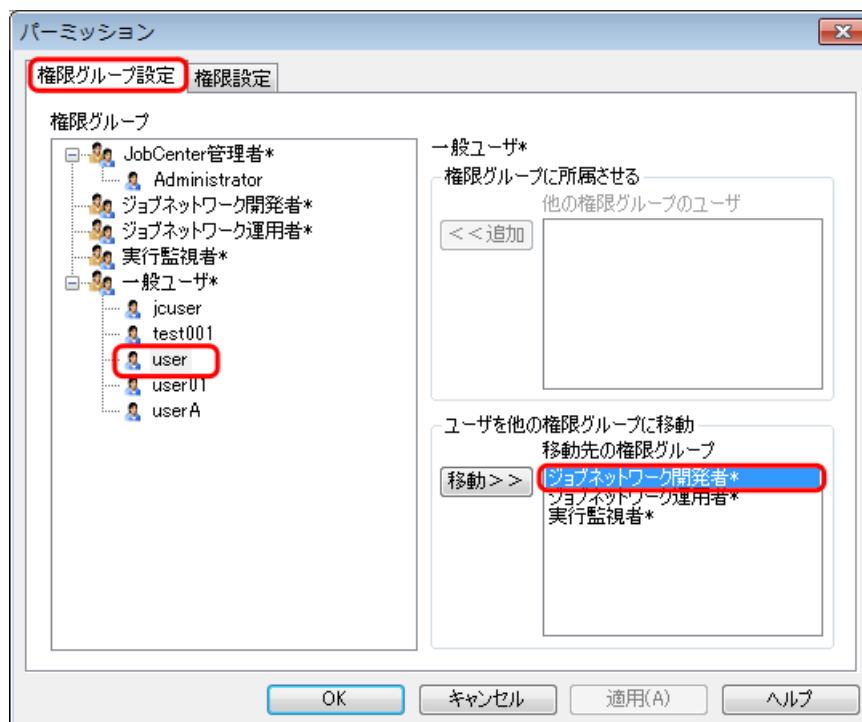 パーミッション
権限グループ設定
権限設定
権限グループ
JobCenter管理者*
Administrator
ジョブネットワーク開発者*
ジョブネットワーク運用者*
実行監視者*
一般ユーザ*
jcuser
test001
user
user01
userA
一般ユーザ*
権限グループに所属させる
他の権限グループのユーザ
<<追加
ユーザを他の権限グループに移動
移動先の権限グループ
移動>>
ジョブネットワーク開発者*
ジョブネットワーク運用者*
実行監視者*
OK
キャンセル
適用(A)
ヘルプ